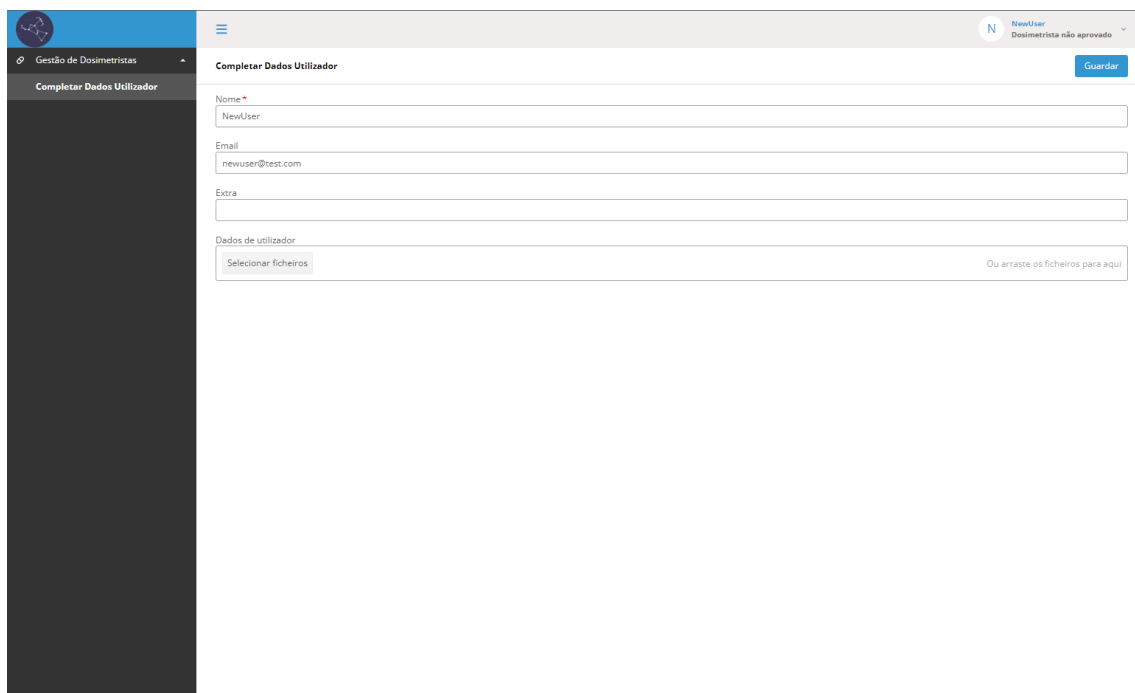 N
NewUser
Dosimetrista não aprovado
Gestão de Dosimetristas
Completar Dados Utilizador
Completar Dados Utilizador
Guardar
Nome *
NewUser
Email
newuser@test.com
Extra
Dados de utilizador
Selecionar ficheiros
Ou arraste os ficheiros para aqui